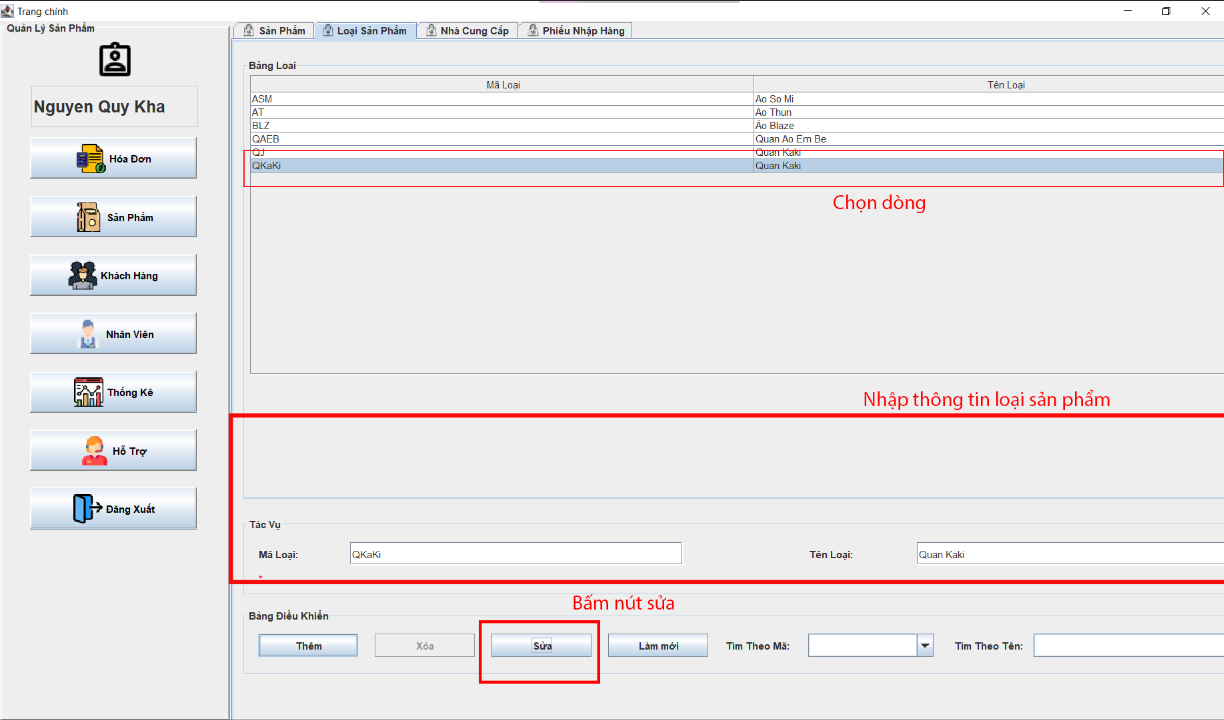 Trang chính
Quản Lý Sản Phẩm
Nguyen Quy Kha
Hóa Đơn
Sản Phẩm
Khách Hàng
Nhân Viên
Thống Kê
Hỗ Trợ
Đăng Xuất
Sản Phẩm Loại Sản Phẩm Nhà Cung Cấp Phiếu Nhập Hàng
Bảng Loai
Mã Loại Tên Loại
ASM Ao So Mi
AT Ao Thun
BLZ Áo Blaze
QAEB Quan Ao Em Be
QJ Quan Kaki
QKaKi Quan Kaki
Chọn dòng
Nhập thông tin loại sản phẩm
Tác Vụ
Mã Loại: QKaKi Tên Loại: Quan Kaki
Bấm nút sửa
Bảng Điều Khiển
Thêm Xóa Sửa Làm mới Tìm Theo Mã: Tìm Theo Tên: